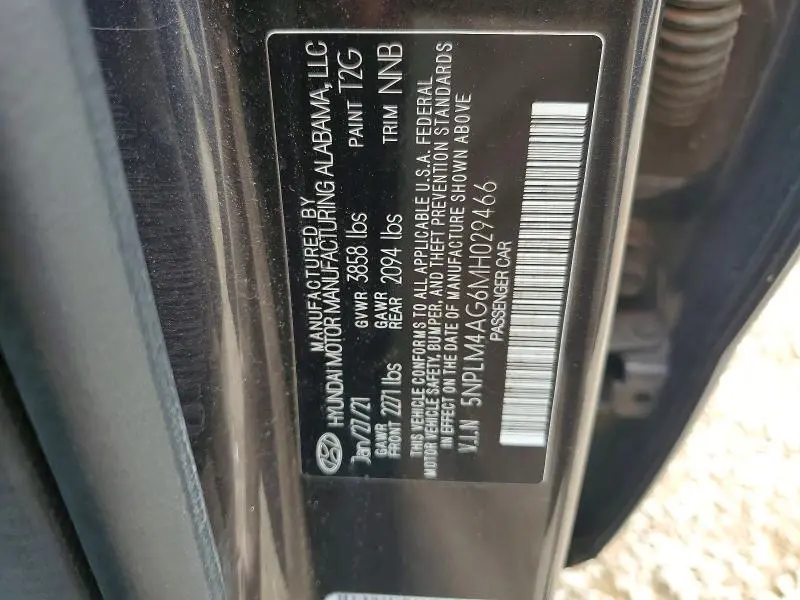 MANUFACTURED BY
HYUNDAI MOTOR MANUFACTURING ALABAMA, LLC
Jan/27/21 GVWR 3858 lbs PAINT T2G
GAWR FRONT 2271 lbs GAWR REAR 2094 lbs TRIM NNB
THIS VEHICLE CONFORMS TO ALL APPLICABLE U.S.A. FEDERAL
MOTOR VEHICLE SAFETY, BUMPER, AND THEFT PREVENTION STANDARDS
IN EFFECT ON THE DATE OF MANUFACTURE SHOWN ABOVE
V.I.N 5NPLM4AG6MH029466
PASSENGER CAR